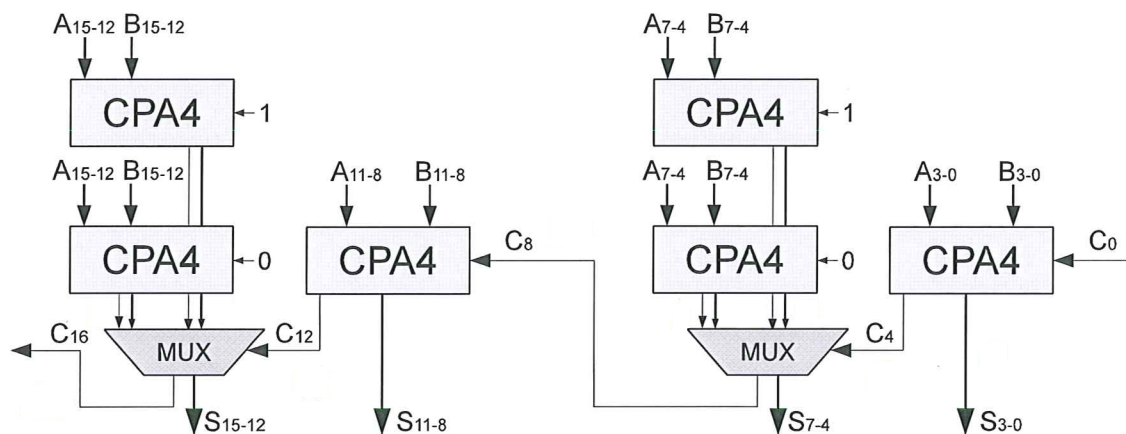 A15-12 B15-12 A7-4 B7-4
CPA4 1 CPA4 1
A15-12 B15-12 A11-8 B11-8 A7-4 B7-4 A3-0 B3-0
CPA4 0 CPA4 C8 CPA4 0 CPA4 C0
C16 MUX C12 MUX C4
S15-12 S11-8 S7-4 S3-0